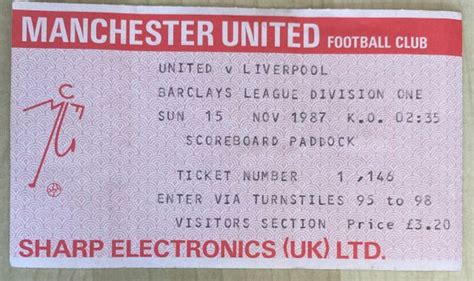 MANCHESTER UNITED FOOTBALL CLUB
UNITED v LIVERPOOL
BARCLAYS LEAGUE DIVISION ONE
SUN 15 NOV 1987 K.O. 02:35
SCOREBOARD PADDOCK
TICKET NUMBER 1,146
ENTER VIA TURNSTILES 95 to 98
VISITORS SECTION Price £3.20
SHARP ELECTRONICS (UK) LTD.